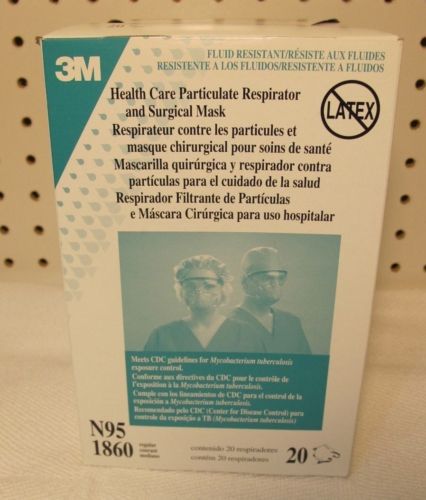 3M
FLUID RESISTANT/RÉSISTE AUX FLUIDES
RESISTENTE A LOS FLUIDOS/RESISTENTE A FLUIDOS
Health Care Particulate Respirator
and Surgical Mask
LATEX
Respirateur contre les particules et
masque chirurgical pour soins de santé
Mascarilla quirúrgica y respirador contra
partículas para el cuidado de la salud
Respirador Filtrante de Partículas
e Máscara Cirúrgica para uso hospitalar
Meets CDC guidelines for Mycobacterium tuberculosis
exposure control.
Conforme aux directives du CDC pour le contrôle de
l'exposition à la Mycobacterium tuberculosis.
Cumple con los lineamientos de CDC para el control de la
exposición a Mycobacterium tuberculosis.
Recomendado pelo CDC (Center for Disease Control) para
controle da exposição a TB (Mycobacterium tuberculosis)
N95
1860
regular
courant
mediano
contenido 20 respiradores
contém 20 respiradores
20